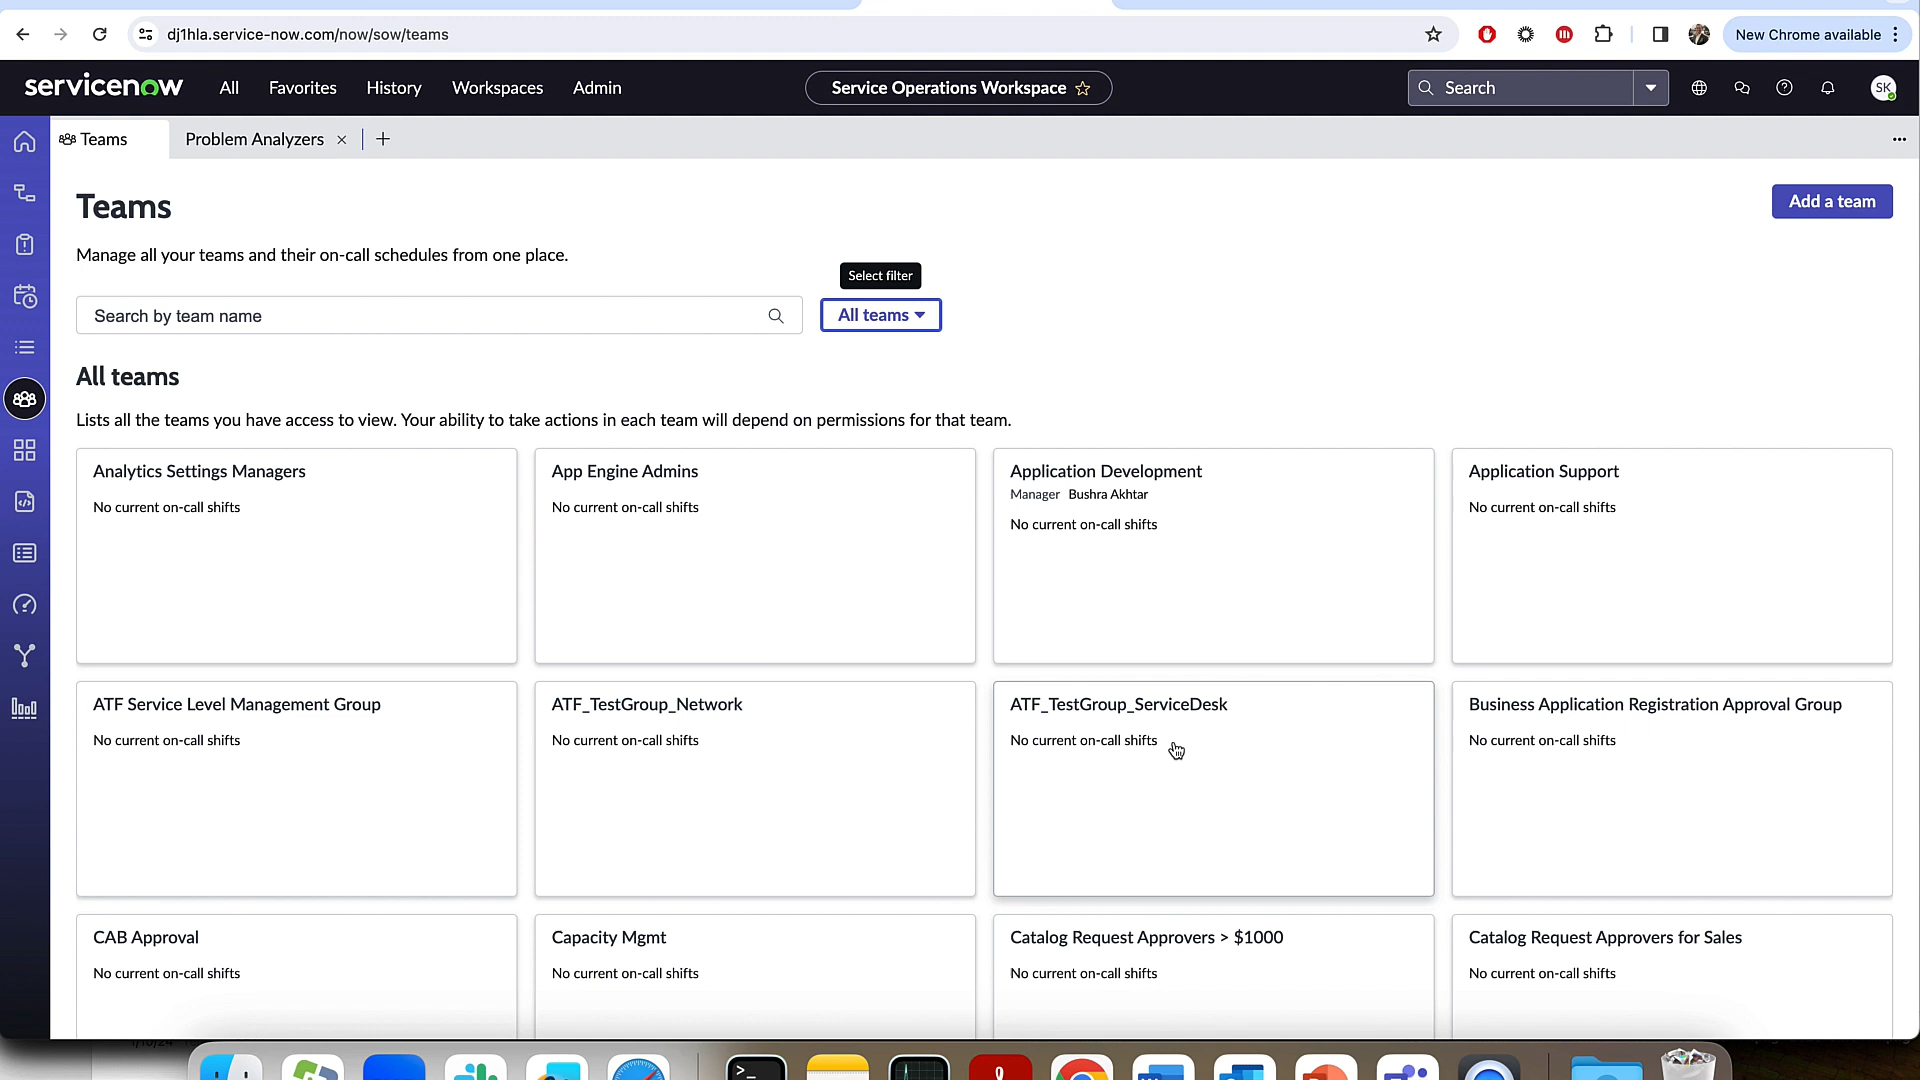 dj1hla.service-now.com/now/sow/teams
New Chrome available
servicenow
All
Favorites
History
Workspaces
Admin
Service Operations Workspace
Search
SK
Teams
Problem Analyzers
Teams
Add a team
Manage all your teams and their on-call schedules from one place.
Select filter
Search by team name
All teams
All teams
Lists all the teams you have access to view. Your ability to take actions in each team will depend on permissions for that team.
Analytics Settings Managers
No current on-call shifts
App Engine Admins
No current on-call shifts
Application Development
Manager Bushra Akhtar
No current on-call shifts
Application Support
No current on-call shifts
ATF Service Level Management Group
No current on-call shifts
ATF_TestGroup_Network
No current on-call shifts
ATF_TestGroup_ServiceDesk
No current on-call shifts
Business Application Registration Approval Group
No current on-call shifts
CAB Approval
No current on-call shifts
Capacity Mgmt
No current on-call shifts
Catalog Request Approvers > $1000
No current on-call shifts
Catalog Request Approvers for Sales
No current on-call shifts